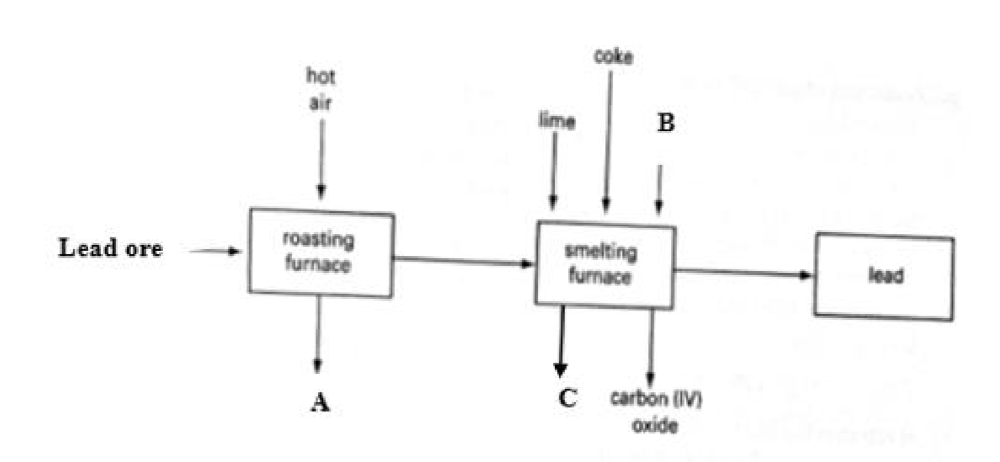 coke
hot
air
lime
B
Lead ore
roasting
furnace
smelting
furnace
lead
A
C
carbon (IV)
oxide